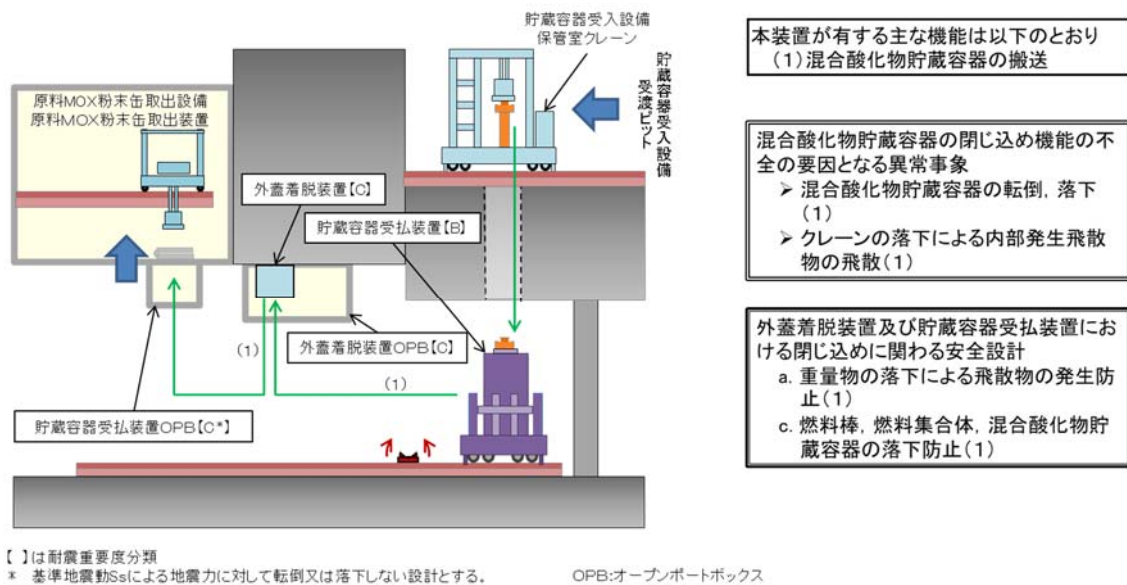 貯蔵容器受入設備
保管室クレーン
貯蔵容器受入設備
受渡ピット
原料MOX粉末缶取出設備
原料MOX粉末缶取出装置
外蓋着脱装置【C】
貯蔵容器受払装置【B】
(1)
外蓋着脱装置OPB【C】
(1)
貯蔵容器受払装置OPB【C*】
【 】は耐震重要度分類
* 基準地震動Ssによる地震力に対して転倒又は落下しない設計とする。
OPB:オープンポートボックス
本装置が有する主な機能は以下のとおり
(1)混合酸化物貯蔵容器の搬送
混合酸化物貯蔵容器の閉じ込め機能の不
全の要因となる異常事象
➢ 混合酸化物貯蔵容器の転倒,落下
(1)
➢ クレーンの落下による内部発生飛散
物の飛散(1)
外蓋着脱装置及び貯蔵容器受払装置にお
ける閉じ込めに関わる安全設計
a. 重量物の落下による飛散物の発生防
止(1)
c. 燃料棒,燃料集合体,混合酸化物貯
蔵容器の落下防止(1)